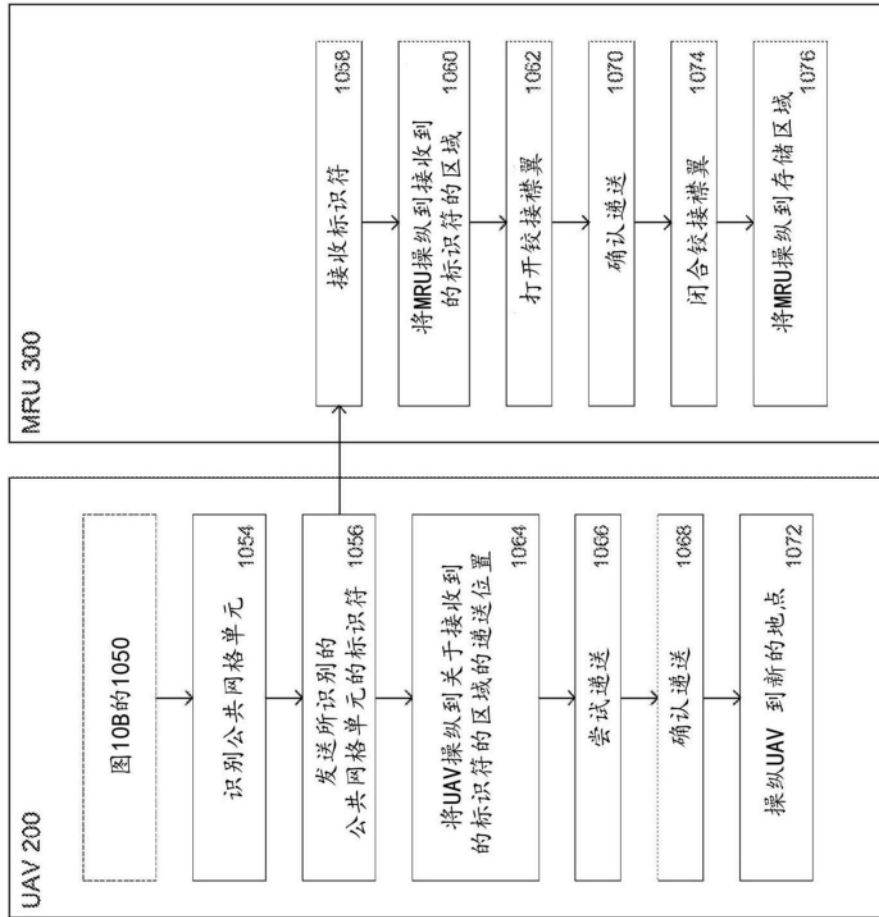 UAV 200
图10B的1050
识别公共网格单元
1054
发送所识别的
公共网格单元的标识符
1056
将UAV操纵到关于接收到
的标识符的区域的递送位置
1064
尝试递送
1066
确认递送
1068
操纵UAV 到新的地点
1072
MRU 300
接收标识符
1058
将MRU操纵到接收到
的标识符的区域
1060
打开铰接襟翼
1062
确认递送
1070
闭合铰接襟翼
1074
将MRU操纵到存储区域
1076